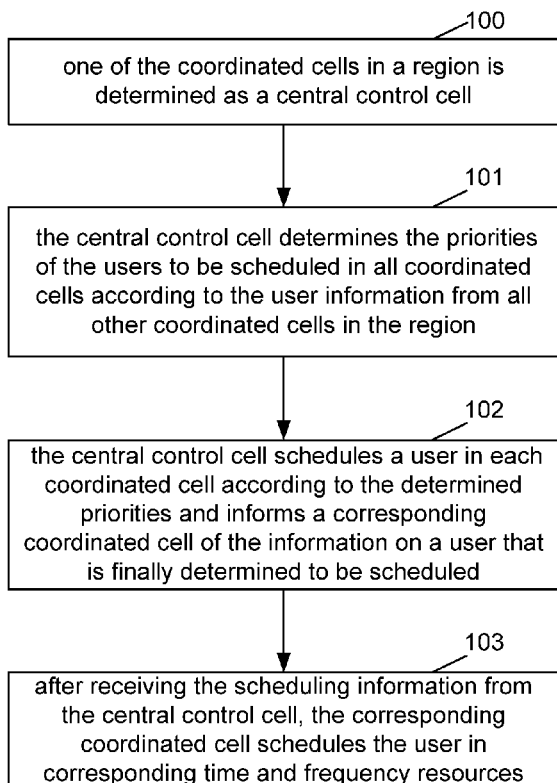 100
one of the coordinated cells in a region is
determined as a central control cell
101
the central control cell determines the priorities
of the users to be scheduled in all coordinated
cells according to the user information from all
other coordinated cells in the region
102
the central control cell schedules a user in each
coordinated cell according to the determined
priorities and informs a corresponding
coordinated cell of the information on a user that
is finally determined to be scheduled
103
after receiving the scheduling information from
the central control cell, the corresponding
coordinated cell schedules the user in
corresponding time and frequency resources